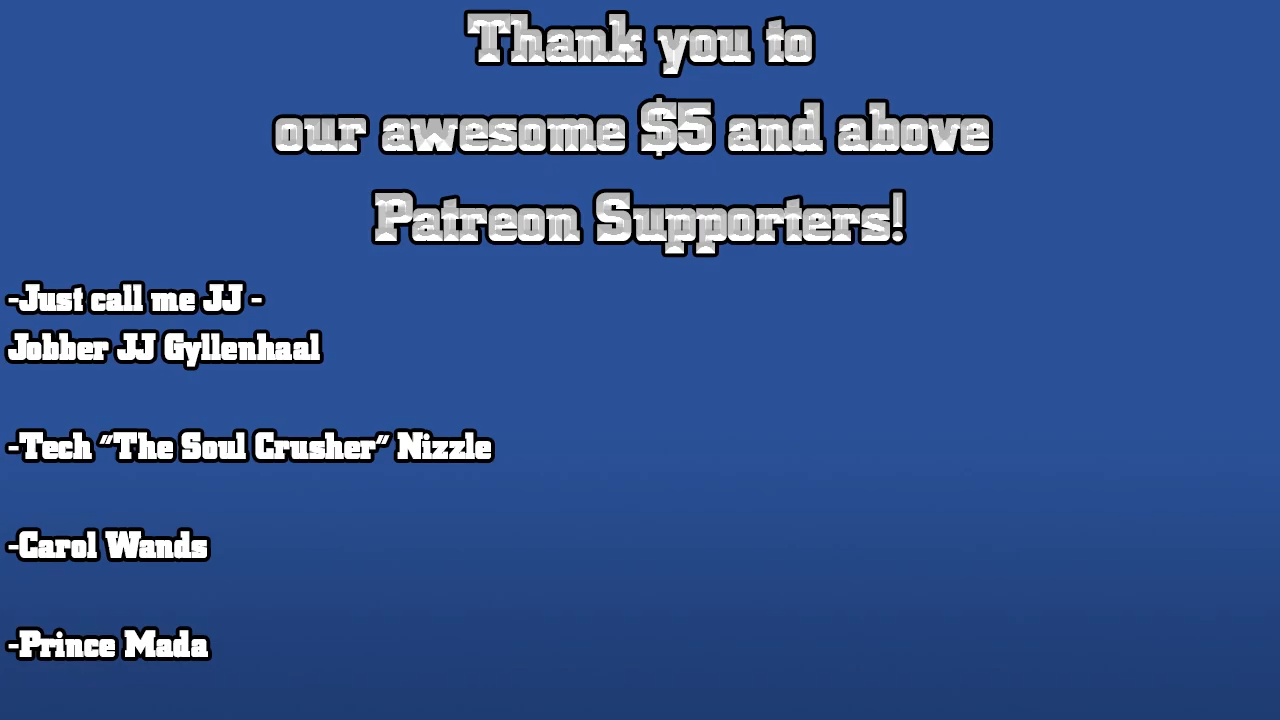 Thank you to
our awesome $5 and above
Patreon Supporters!
-Just call me JJ -
Jobber JJ Gyllenhaal
-Tech "The Soul Crusher" Nizzle
-Carol Wands
-Prince Mada